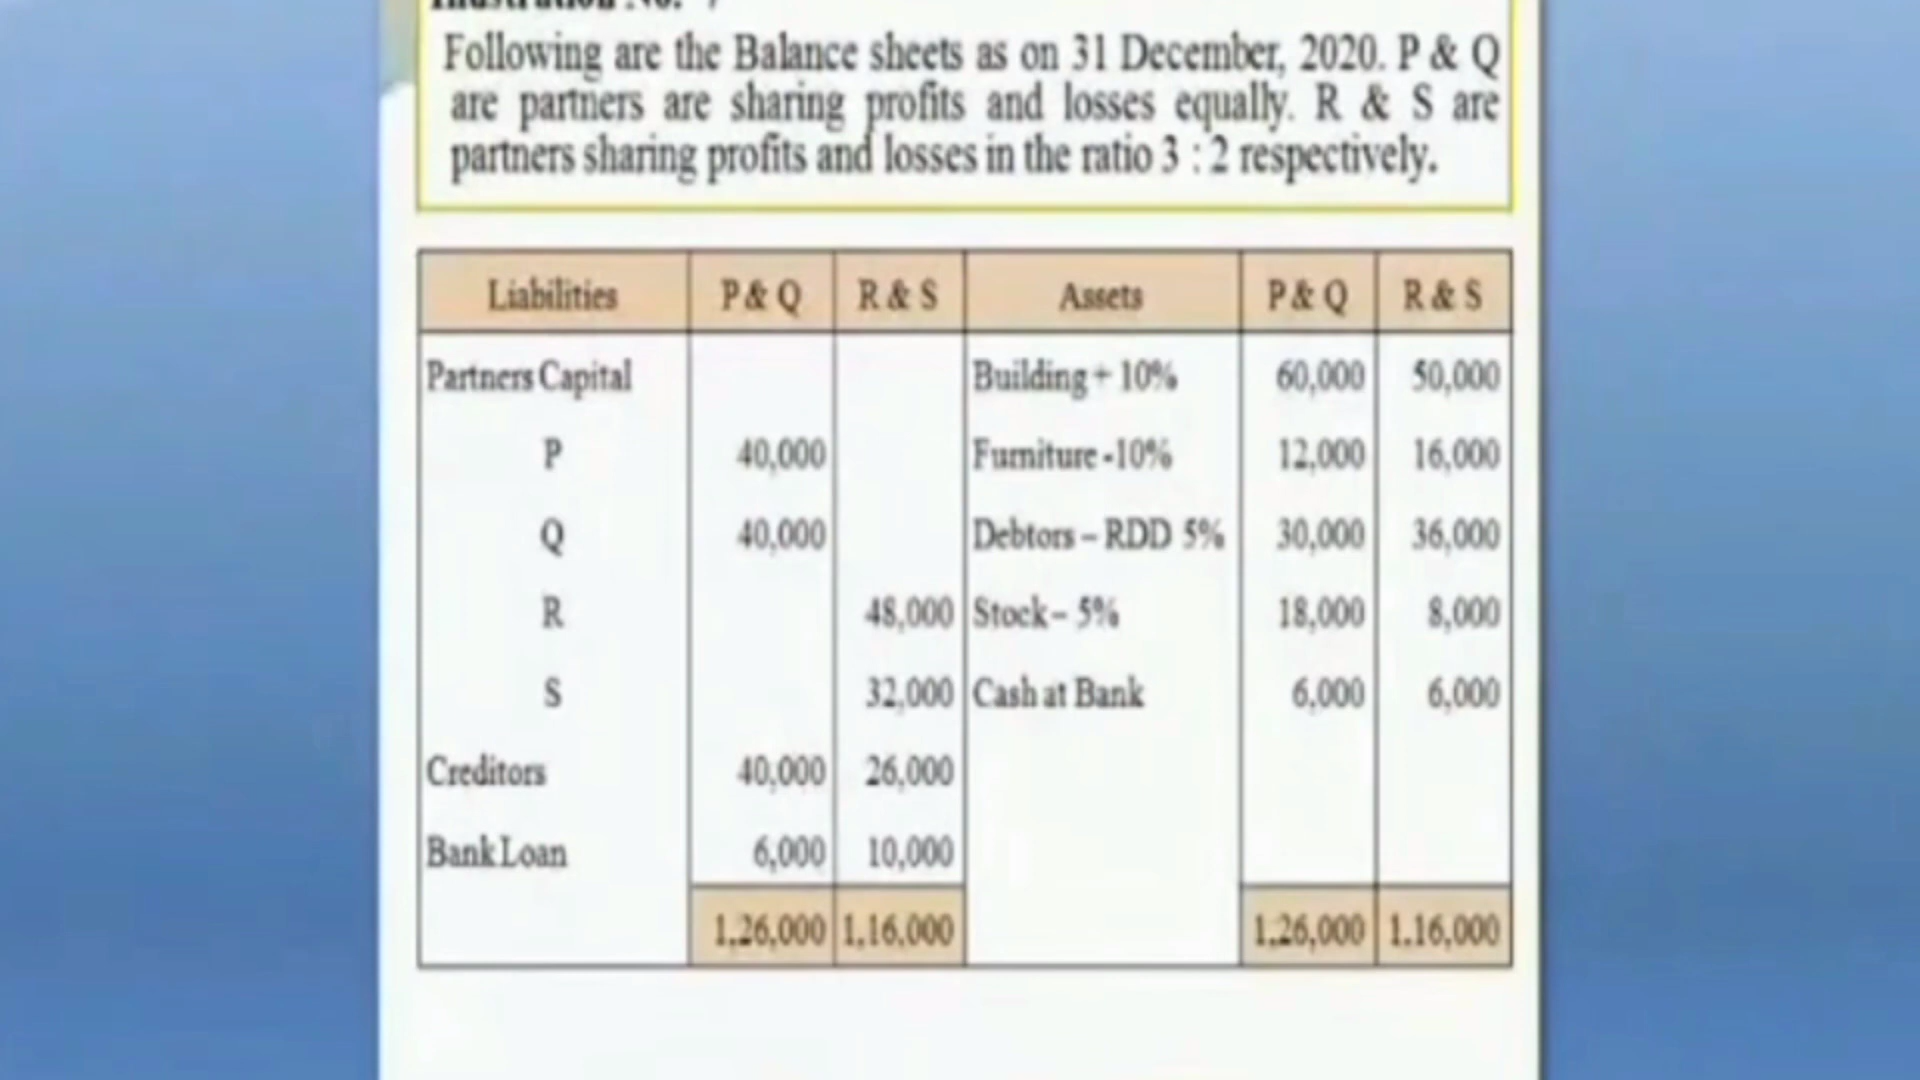 Illustration No. 7
Following are the Balance sheets as on 31 December, 2020. P & Q
are partners are sharing profits and losses equally. R & S are
partners sharing profits and losses in the ratio 3 : 2 respectively.
Liabilities P & Q R & S Assets P & Q R & S
Partners Capital Building + 10% 60,000 50,000
P 40,000 Furniture -10% 12,000 16,000
Q 40,000 Debtors – RDD 5% 30,000 36,000
R 48,000 Stock – 5% 18,000 8,000
S 32,000 Cash at Bank 6,000 6,000
Creditors 40,000 26,000
Bank Loan 6,000 10,000
1,26,000 1,16,000 1,26,000 1,16,000